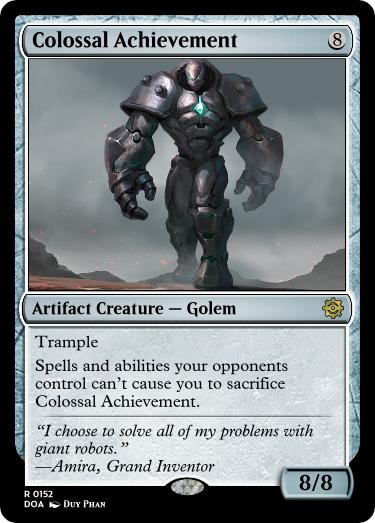 Colossal Achievement 8
Artifact Creature — Golem
Trample
Spells and abilities your opponents
control can't cause you to sacrifice
Colossal Achievement.
“I choose to solve all of my problems with
giant robots.”
—Amira, Grand Inventor
8/8
R 0152
DOA Duy Phan